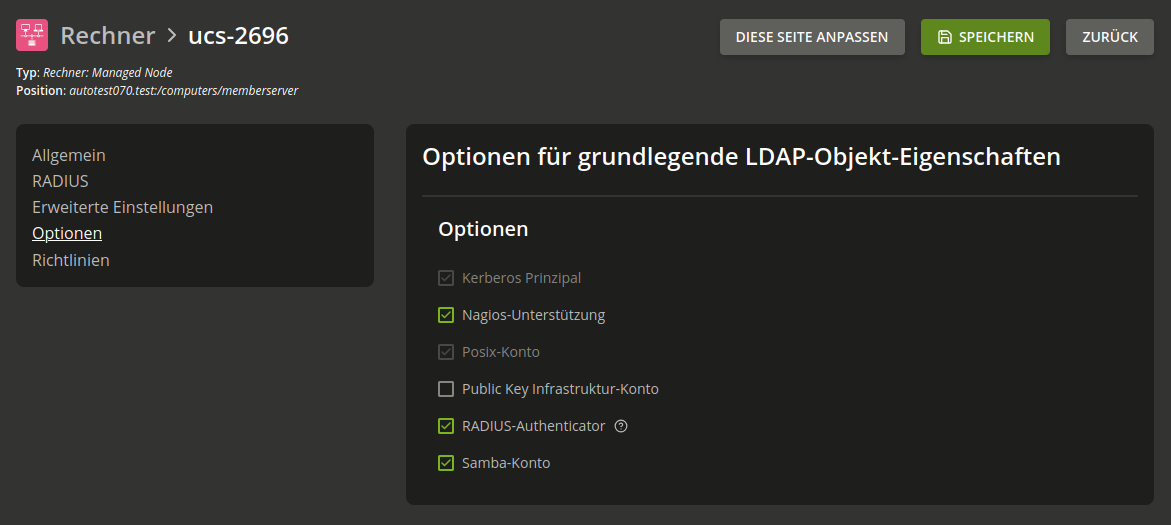 Rechner > ucs-2696
DIESE SEITE ANPASSEN
SPEICHERN
ZURÜCK
Typ: Rechner: Managed Node
Position: autotest070.test:/computers/memberserver
Allgemein
RADIUS
Erweiterte Einstellungen
Optionen
Richtlinien
Optionen für grundlegende LDAP-Objekt-Eigenschaften
Optionen
Kerberos Prinzipal
Nagios-Unterstützung
Posix-Konto
Public Key Infrastruktur-Konto
RADIUS-Authenticator ?
Samba-Konto